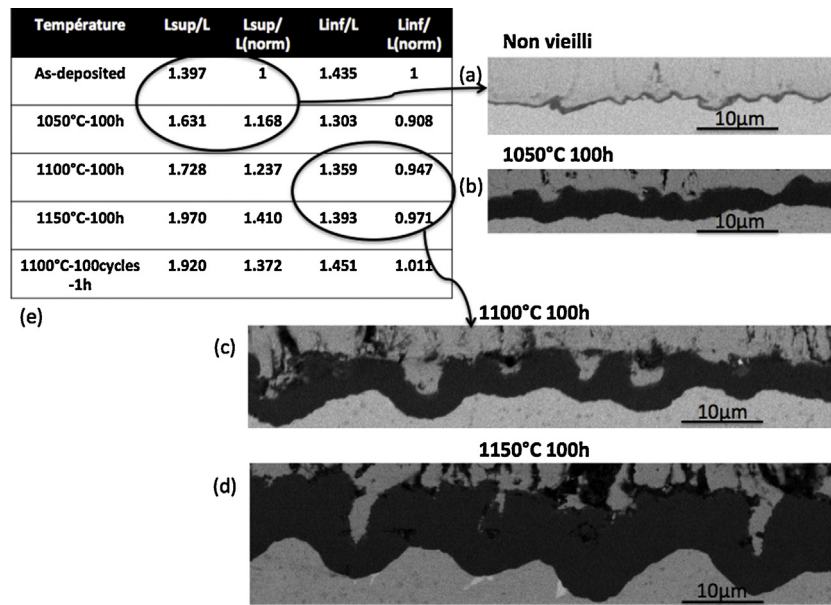 Température Lsup/L Lsup/L(norm) Linf/L Linf/L(norm)
As-deposited 1.397 1 1.435 1
1050°C-100h 1.631 1.168 1.303 0.908
1100°C-100h 1.728 1.237 1.359 0.947
1150°C-100h 1.970 1.410 1.393 0.971
1100°C-100cycles-1h 1.920 1.372 1.451 1.011
(e)
Non vieilli
(a)
10µm
1050°C 100h
(b)
10µm
1100°C 100h
(c)
10µm
1150°C 100h
(d)
10µm